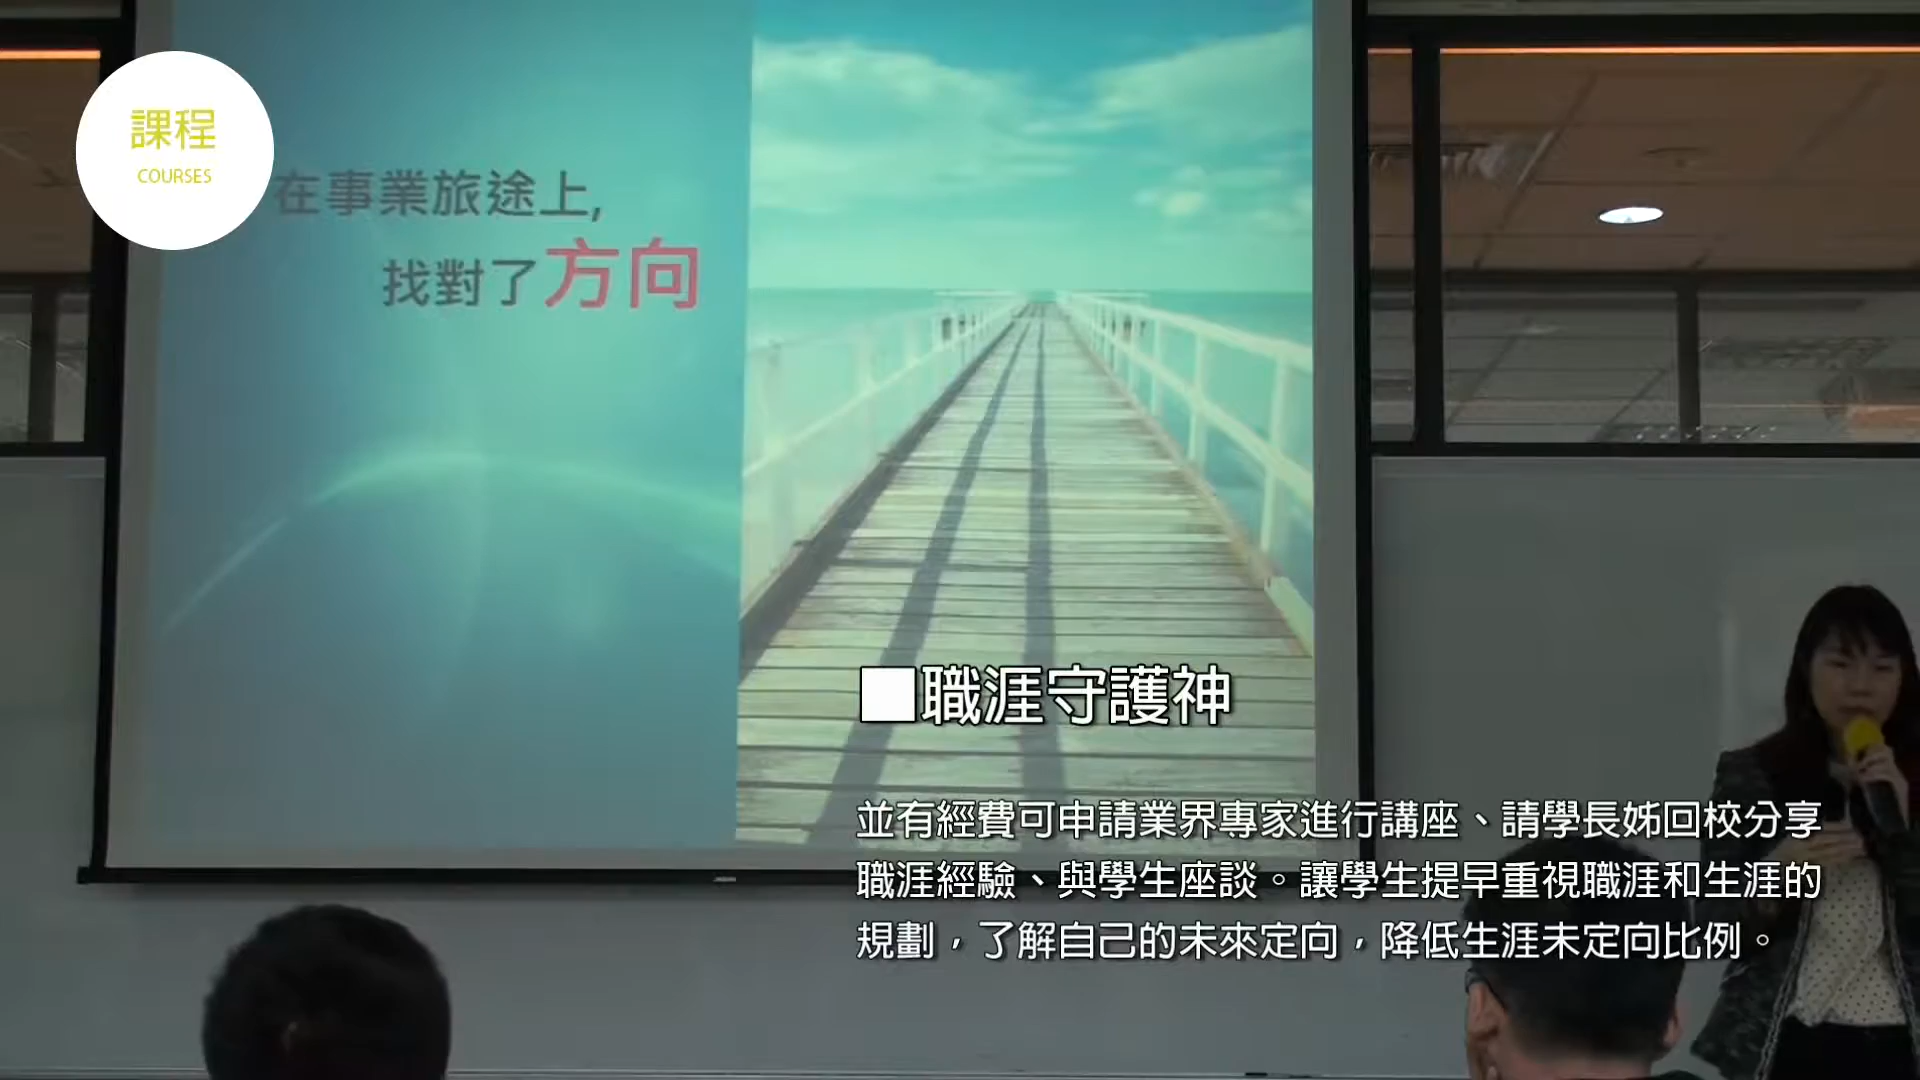 課程
COURSES
在事業旅途上,
找對了方向
■職涯守護神
並有經費可申請業界專家進行講座、請學長姊回校分享
職涯經驗、與學生座談。讓學生提早重視職涯和生涯的
規劃，了解自己的未來定向，降低生涯未定向比例。